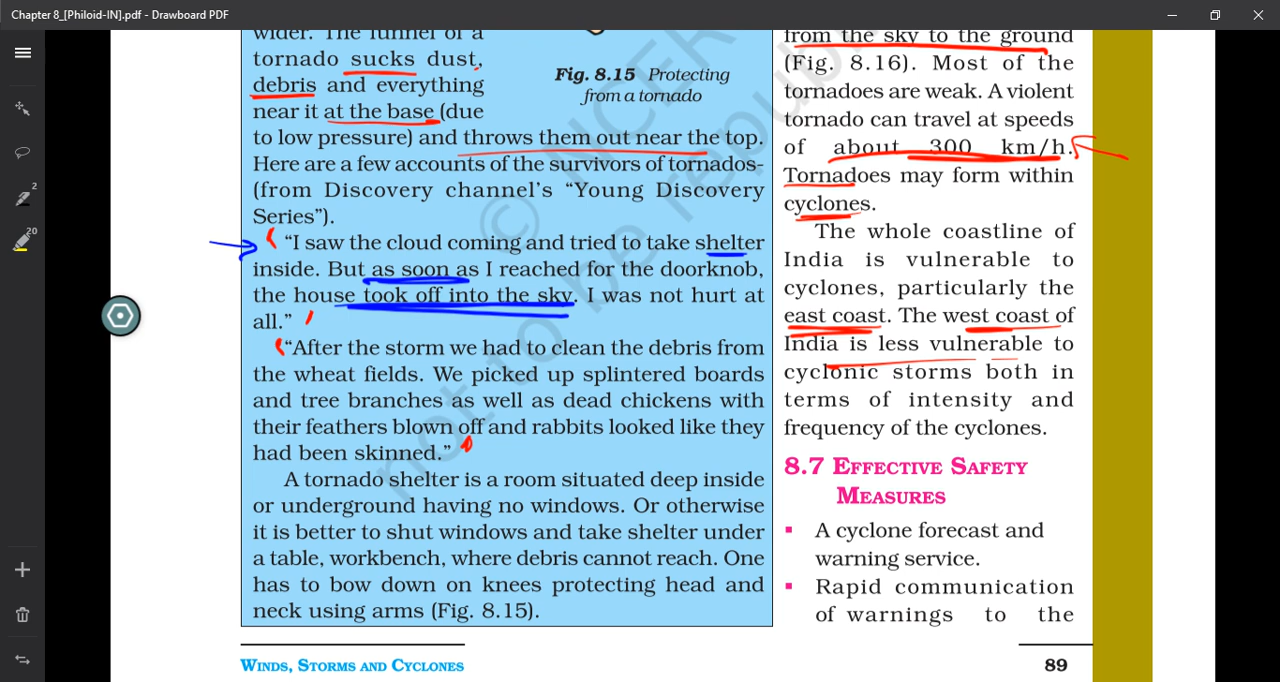 Chapter 8_[Philoid-IN].pdf - Drawboard PDF
2
20
wider. The funnel of a
tornado sucks dust,
debris and everything
near it at the base (due
to low pressure) and throws them out near the top.
Here are a few accounts of the survivors of tornados-
(from Discovery channel's “Young Discovery
Series”).
“I saw the cloud coming and tried to take shelter
inside. But as soon as I reached for the doorknob,
the house took off into the sky. I was not hurt at
all.”
“After the storm we had to clean the debris from
the wheat fields. We picked up splintered boards
and tree branches as well as dead chickens with
their feathers blown off and rabbits looked like they
had been skinned.”
A tornado shelter is a room situated deep inside
or underground having no windows. Or otherwise
it is better to shut windows and take shelter under
a table, workbench, where debris cannot reach. One
has to bow down on knees protecting head and
neck using arms (Fig. 8.15).
Fig. 8.15 Protecting
from a tornado
from the sky to the ground
(Fig. 8.16). Most of the
tornadoes are weak. A violent
tornado can travel at speeds
of about 300 km/h.
Tornadoes may form within
cyclones.
The whole coastline of
India is vulnerable to
cyclones, particularly the
east coast. The west coast of
India is less vulnerable to
cyclonic storms both in
terms of intensity and
frequency of the cyclones.
8.7 EFFECTIVE SAFETY
MEASURES
▪ A cyclone forecast and
warning service.
▪ Rapid communication
of warnings to the
WINDS, STORMS AND CYCLONES
89
© NCER
not to be republ